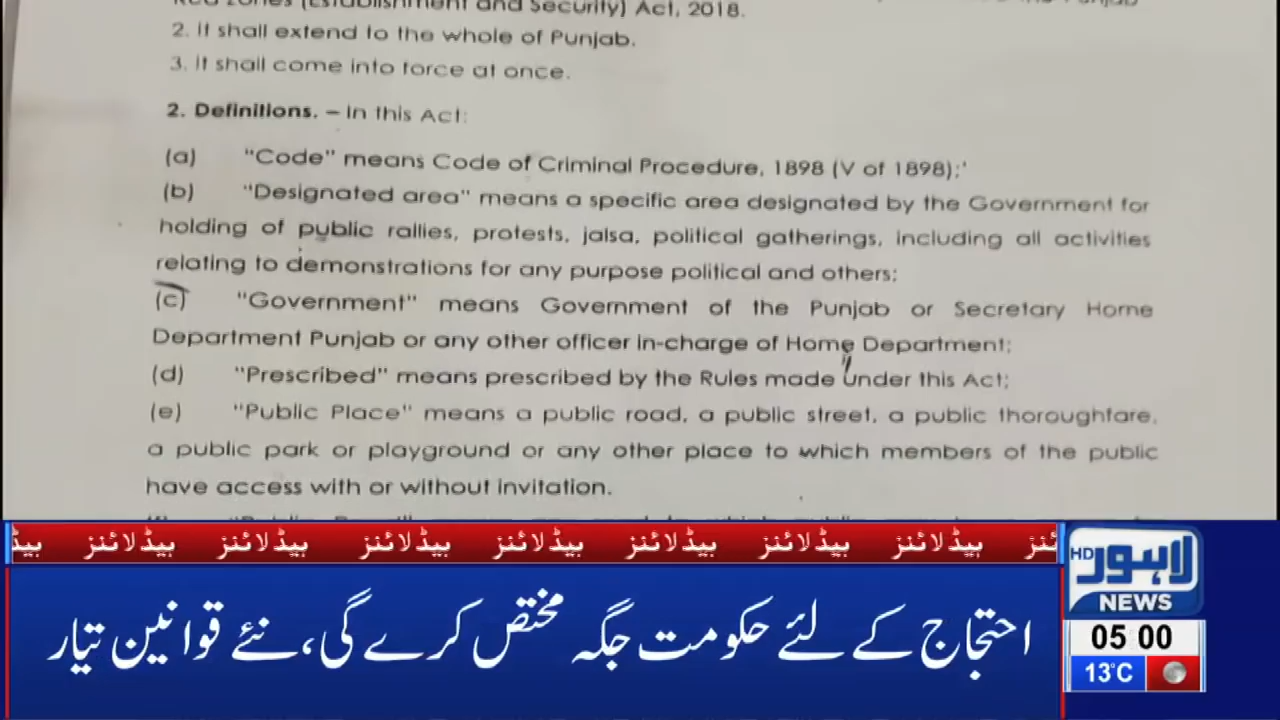 Red Zones (Establishment and Security) Act, 2018.
2. It shall extend to the whole of Punjab.
3. It shall come into force at once.
2. Definitions. – In this Act:
(a) "Code" means Code of Criminal Procedure, 1898 (V of 1898);'
(b) "Designated area" means a specific area designated by the Government for
holding of public rallies, protests, jalsa, political gatherings, including all activities
relating to demonstrations for any purpose political and others;
(c) "Government" means Government of the Punjab or Secretary Home
Department Punjab or any other officer in-charge of Home Department;
(d) "Prescribed" means prescribed by the Rules made under this Act;
(e) "Public Place" means a public road, a public street, a public thoroughfare,
a public park or playground or any other place to which members of the public
have access with or without invitation.
ہیڈلائنز ہیڈلائنز ہیڈلائنز ہیڈلائنز ہیڈلائنز ہیڈلائنز ہیڈلائنز
احتجاج کے لئے حکومت جگہ مختص کرے گی، نئے قوانین تیار
لاہور HD
NEWS
05 00
13°C